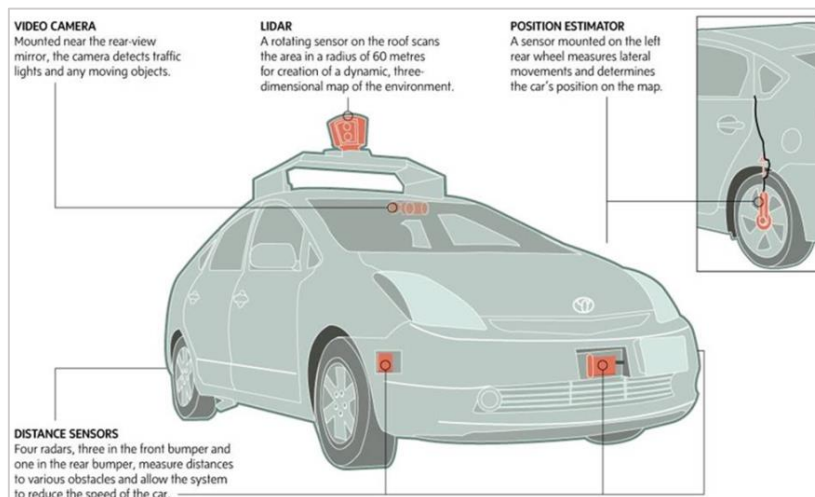 VIDEO CAMERA
Mounted near the rear-view
mirror, the camera detects traffic
lights and any moving objects.
LIDAR
A rotating sensor on the roof scans
the area in a radius of 60 metres
for creation of a dynamic, three-
dimensional map of the environment.
POSITION ESTIMATOR
A sensor mounted on the left
rear wheel measures lateral
movements and determines
the car's position on the map.
DISTANCE SENSORS
Four radars, three in the front bumper and
one in the rear bumper, measure distances
to various obstacles and allow the system
to reduce the speed of the car.